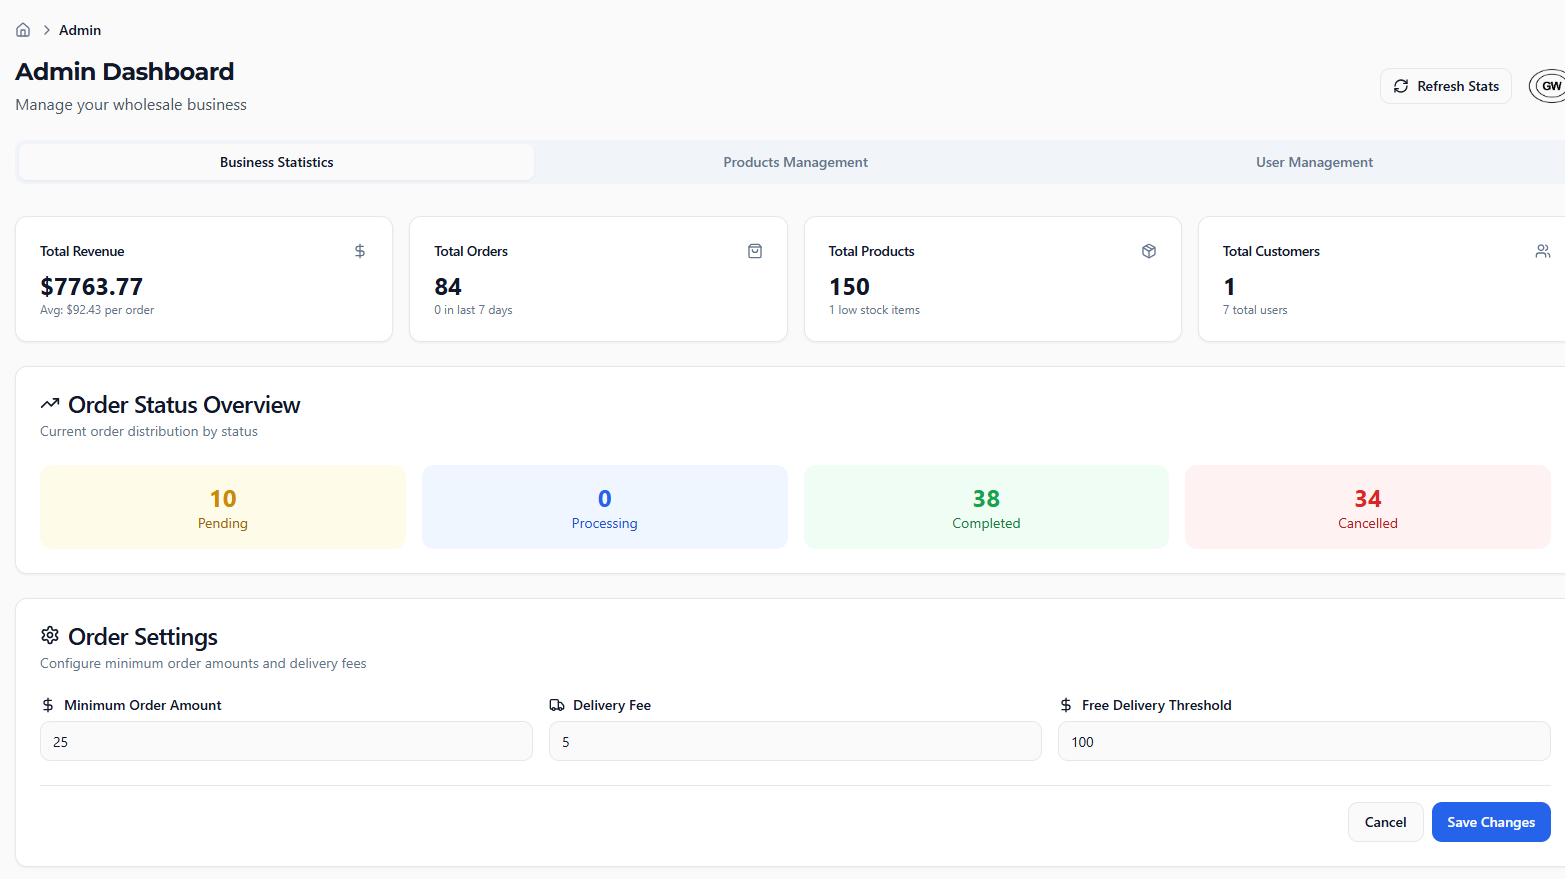 Admin
Admin Dashboard
Manage your wholesale business
Refresh Stats
GW
Business Statistics
Products Management
User Management
Total Revenue
$7763.77
Avg: $92.43 per order
Total Orders
84
0 in last 7 days
Total Products
150
1 low stock items
Total Customers
1
7 total users
Order Status Overview
Current order distribution by status
10
Pending
0
Processing
38
Completed
34
Cancelled
Order Settings
Configure minimum order amounts and delivery fees
Minimum Order Amount
25
Delivery Fee
5
Free Delivery Threshold
100
Cancel
Save Changes